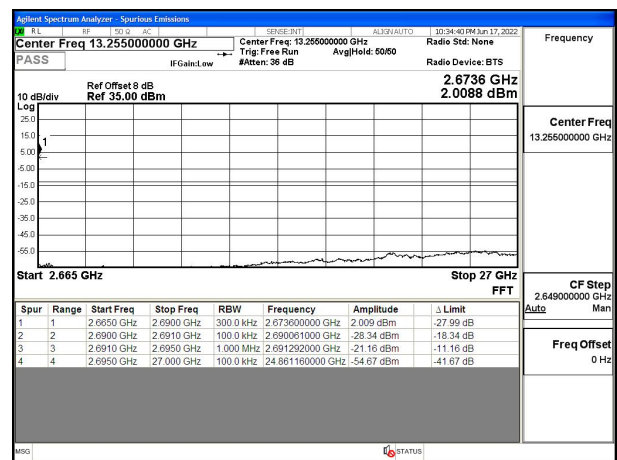 Agilent Spectrum Analyzer - Spurious Emissions
RL RF 50 Ω AC SENSE:INT ALIGN AUTO 10:34:40 PM Jun 17, 2022
Center Freq 13.255000000 GHz
Center Freq: 13.255000000 GHz
Radio Std: None
Trig: Free Run Avg|Hold: 50/50
PASS
IFGain:Low
#Atten: 36 dB
Radio Device: BTS
Ref Offset 8 dB
2.6736 GHz
10 dB/div Ref 35.00 dBm
2.0088 dBm
Log
25.0
15.0
1
5.00
-5.00
-15.0
-25.0
-35.0
-45.0
-55.0
Start 2.665 GHz
Stop 27 GHz
FFT
Spur Range Start Freq Stop Freq RBW Frequency Amplitude Δ Limit
1 1 2.6650 GHz 2.6900 GHz 300.0 kHz 2.673600000 GHz 2.009 dBm -27.99 dB
2 2 2.6900 GHz 2.6910 GHz 100.0 kHz 2.690061000 GHz -28.34 dBm -18.34 dB
3 3 2.6910 GHz 2.6950 GHz 1.000 MHz 2.691292000 GHz -21.16 dBm -11.16 dB
4 4 2.6950 GHz 27.000 GHz 100.0 kHz 24.861160000 GHz -54.67 dBm -41.67 dB
MSG
STATUS
Frequency
Center Freq
13.255000000 GHz
CF Step
2.649000000 GHz
Auto Man
Freq Offset
0 Hz